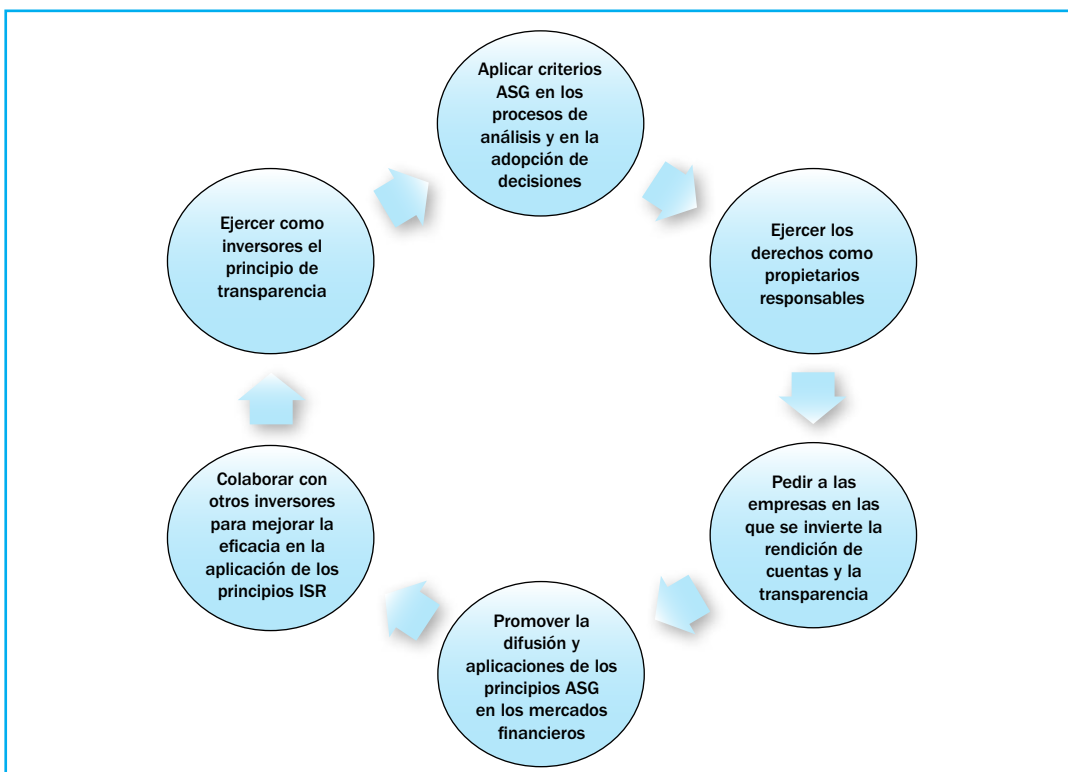 Aplicar criterios
ASG en los
procesos de
análisis y en la
adopción de
decisiones
Ejercer los
derechos como
propietarios
responsables
Pedir a las
empresas en las
que se invierte la
rendición de
cuentas y la
transparencia
Promover la
difusión y
aplicaciones de los
principios ASG
en los mercados
financieros
Colaborar con
otros inversores
para mejorar la
eficacia en la
aplicación de los
principios ISR
Ejercer como
inversores el
principio de
transparencia